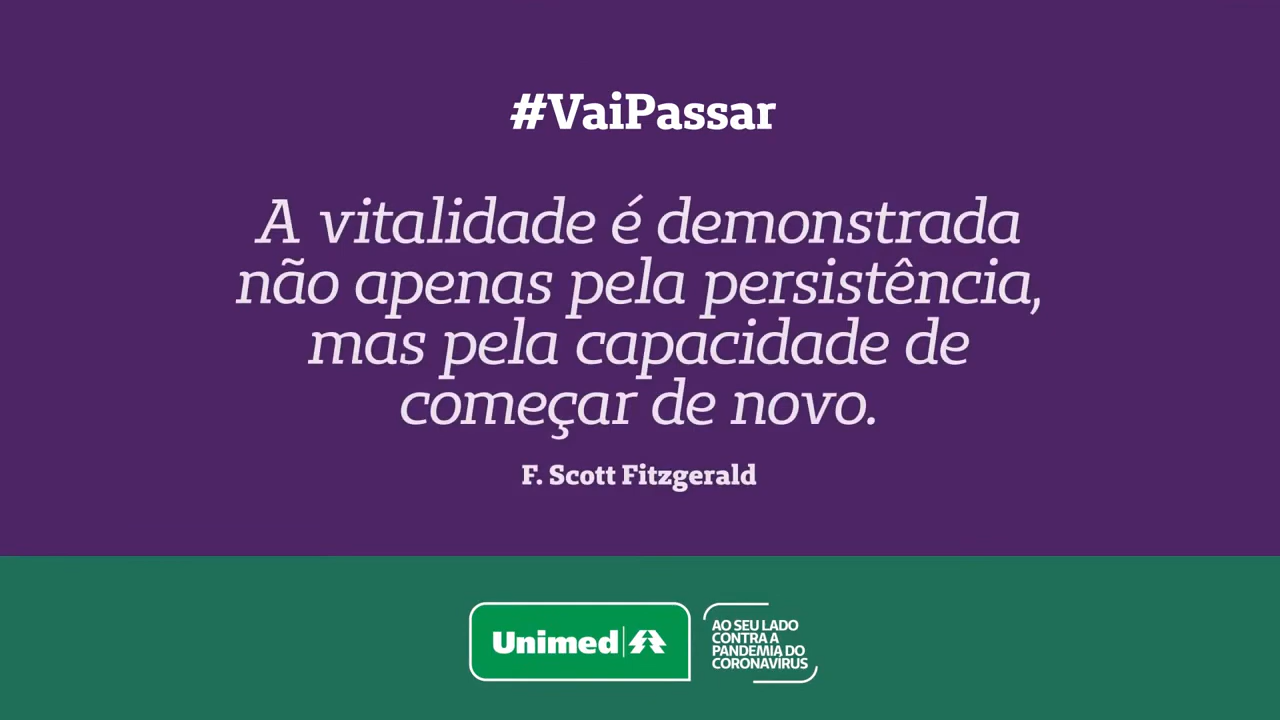 #VaiPassar
A vitalidade é demonstrada
não apenas pela persistência,
mas pela capacidade de
começar de novo.
F. Scott Fitzgerald
Unimed
AO SEU LADO
CONTRA A
PANDEMIA DO
CORONAVÍRUS